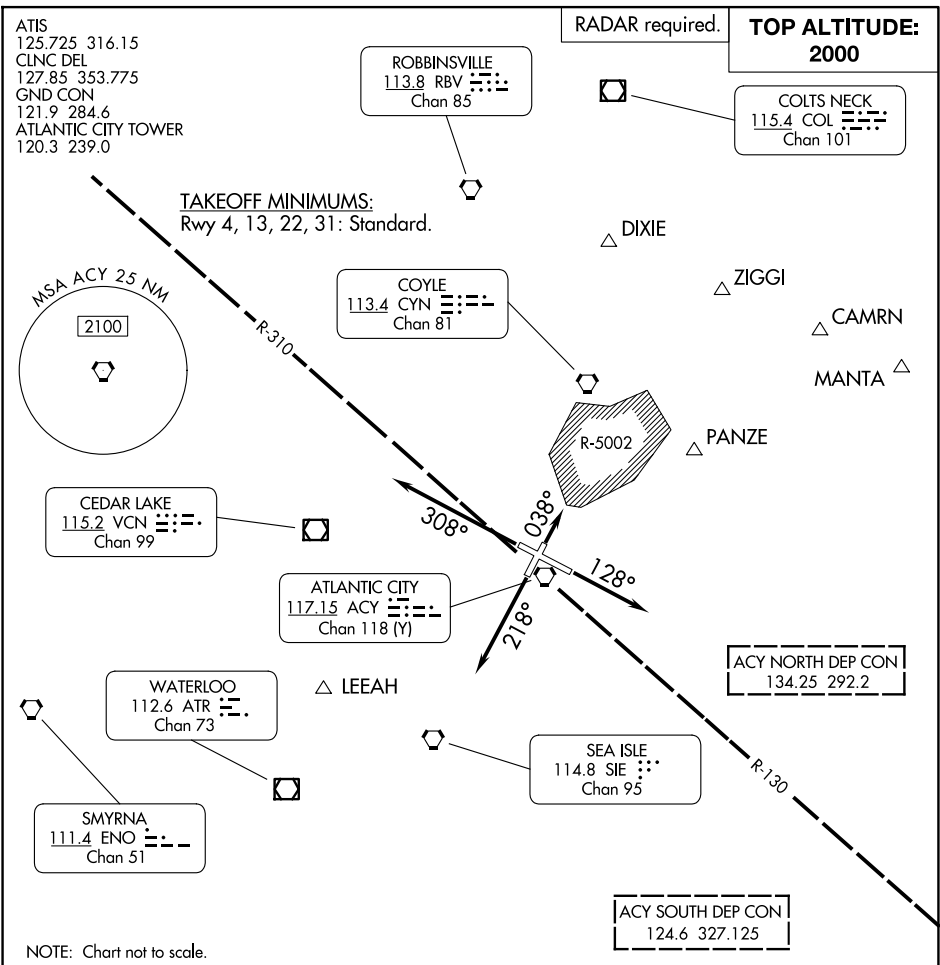 ATIS
125.725 316.15
CLNC DEL
127.85 353.775
GND CON
121.9 284.6
ATLANTIC CITY TOWER
120.3 239.0
RADAR required.
TOP ALTITUDE:
2000
ROBBINSVILLE
113.8 RBV
Chan 85
COLTS NECK
115.4 COL
Chan 101
TAKEOFF MINIMUMS:
Rwy 4, 13, 22, 31: Standard.
DIXIE
ZIGGI
CAMRN
MANTA
MSA ACY 25 NM
2100
R-310
COYLE
113.4 CYN
Chan 81
R-5002
PANZE
CEDAR LAKE
115.2 VCN
Chan 99
308°
038°
128°
218°
ATLANTIC CITY
117.15 ACY
Chan 118 (Y)
ACY NORTH DEP CON
134.25 292.2
WATERLOO
112.6 ATR
Chan 73
LEEAH
SEA ISLE
114.8 SIE
Chan 95
R-130
SMYRNA
111.4 ENO
Chan 51
ACY SOUTH DEP CON
124.6 327.125
NOTE: Chart not to scale.